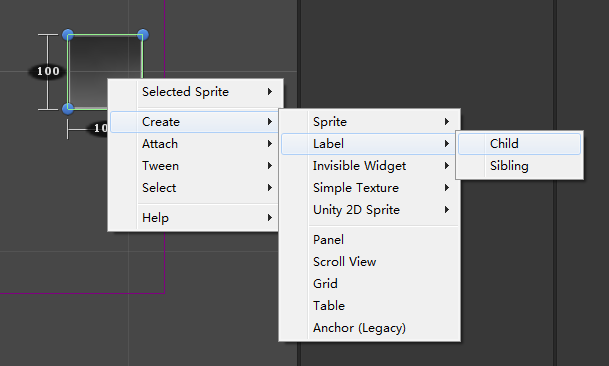 100
10
Selected Sprite
Create
Attach
Tween
Select
Help
Sprite
Label
Invisible Widget
Simple Texture
Unity 2D Sprite
Panel
Scroll View
Grid
Table
Anchor (Legacy)
Child
Sibling